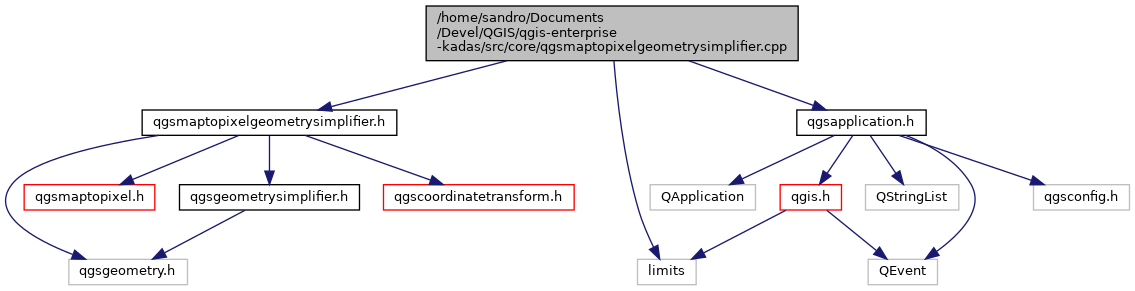 /home/sandro/Documents
/Devel/QGIS/qgis-enterprise
-kadas/src/core/qgsmaptopixelgeometrysimplifier.cpp
qgsmaptopixelgeometrysimplifier.h
qgsapplication.h
qgsmaptopixel.h
qgsgeometrysimplifier.h
qgscoordinatetransform.h
QApplication
qgis.h
QStringList
qgsconfig.h
qgsgeometry.h
limits
QEvent